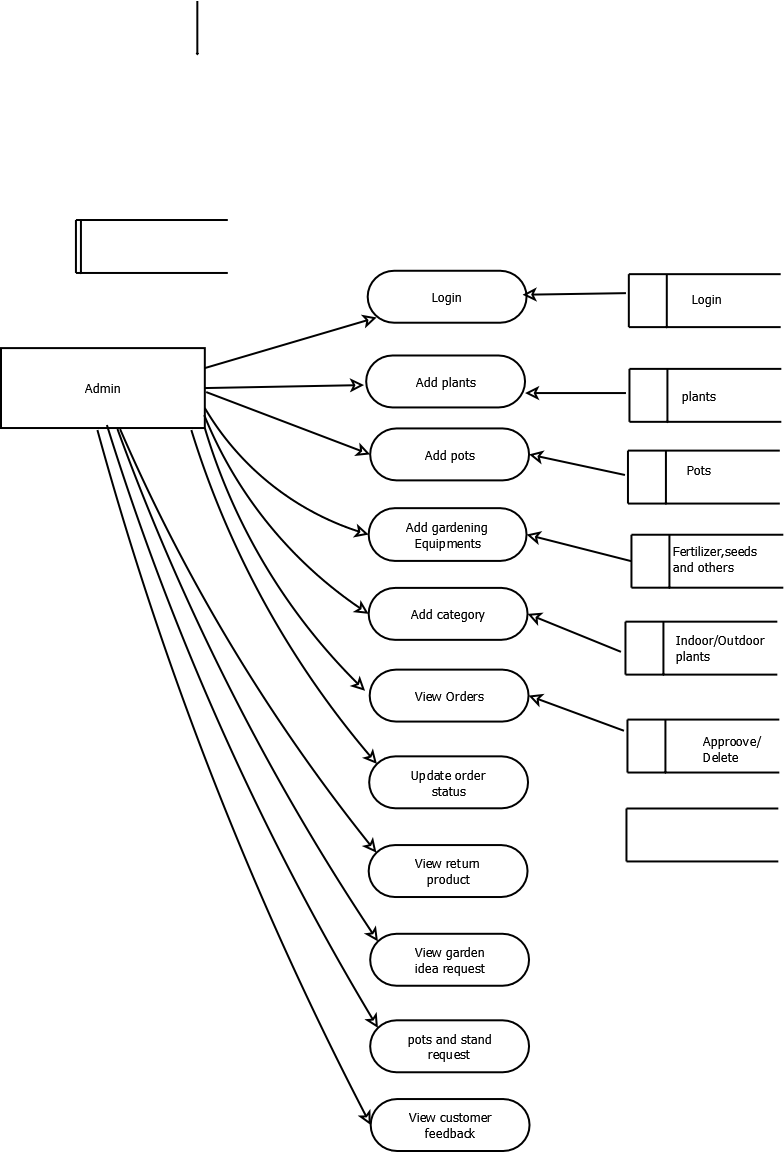 Login
Login
Admin
Add plants
plants
Add pots
Pots
Add gardening
Equipments
Fertilizer,seeds
and others
Add category
Indoor/Outdoor
plants
View Orders
Approove/
Delete
Update order
status
View return
product
View garden
idea request
pots and stand
request
View customer
feedback